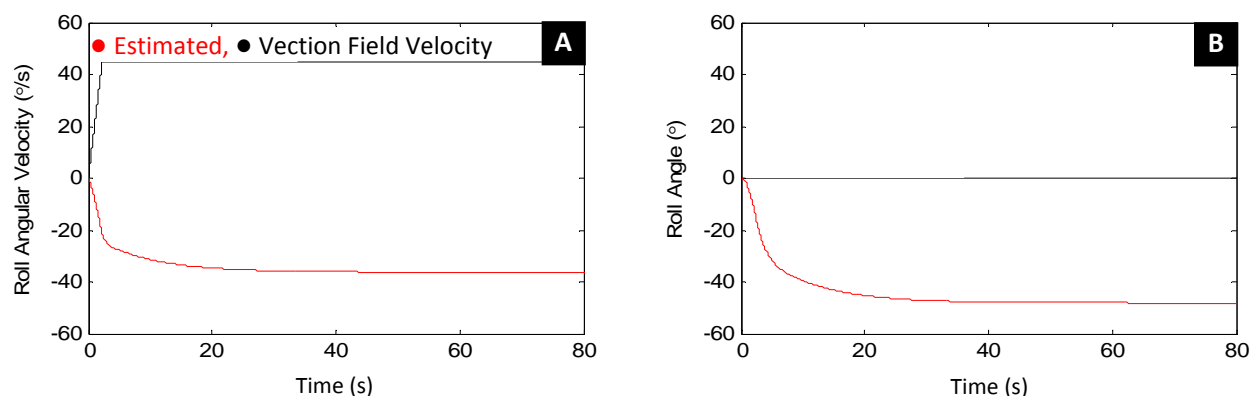 ● Estimated, ● Vection Field Velocity
A
Roll Angular Velocity (°/s)
60
40
20
0
-20
-40
-60
0 20 40 60 80
Time (s)
B
Roll Angle (°)
60
40
20
0
-20
-40
-60
0 20 40 60 80
Time (s)